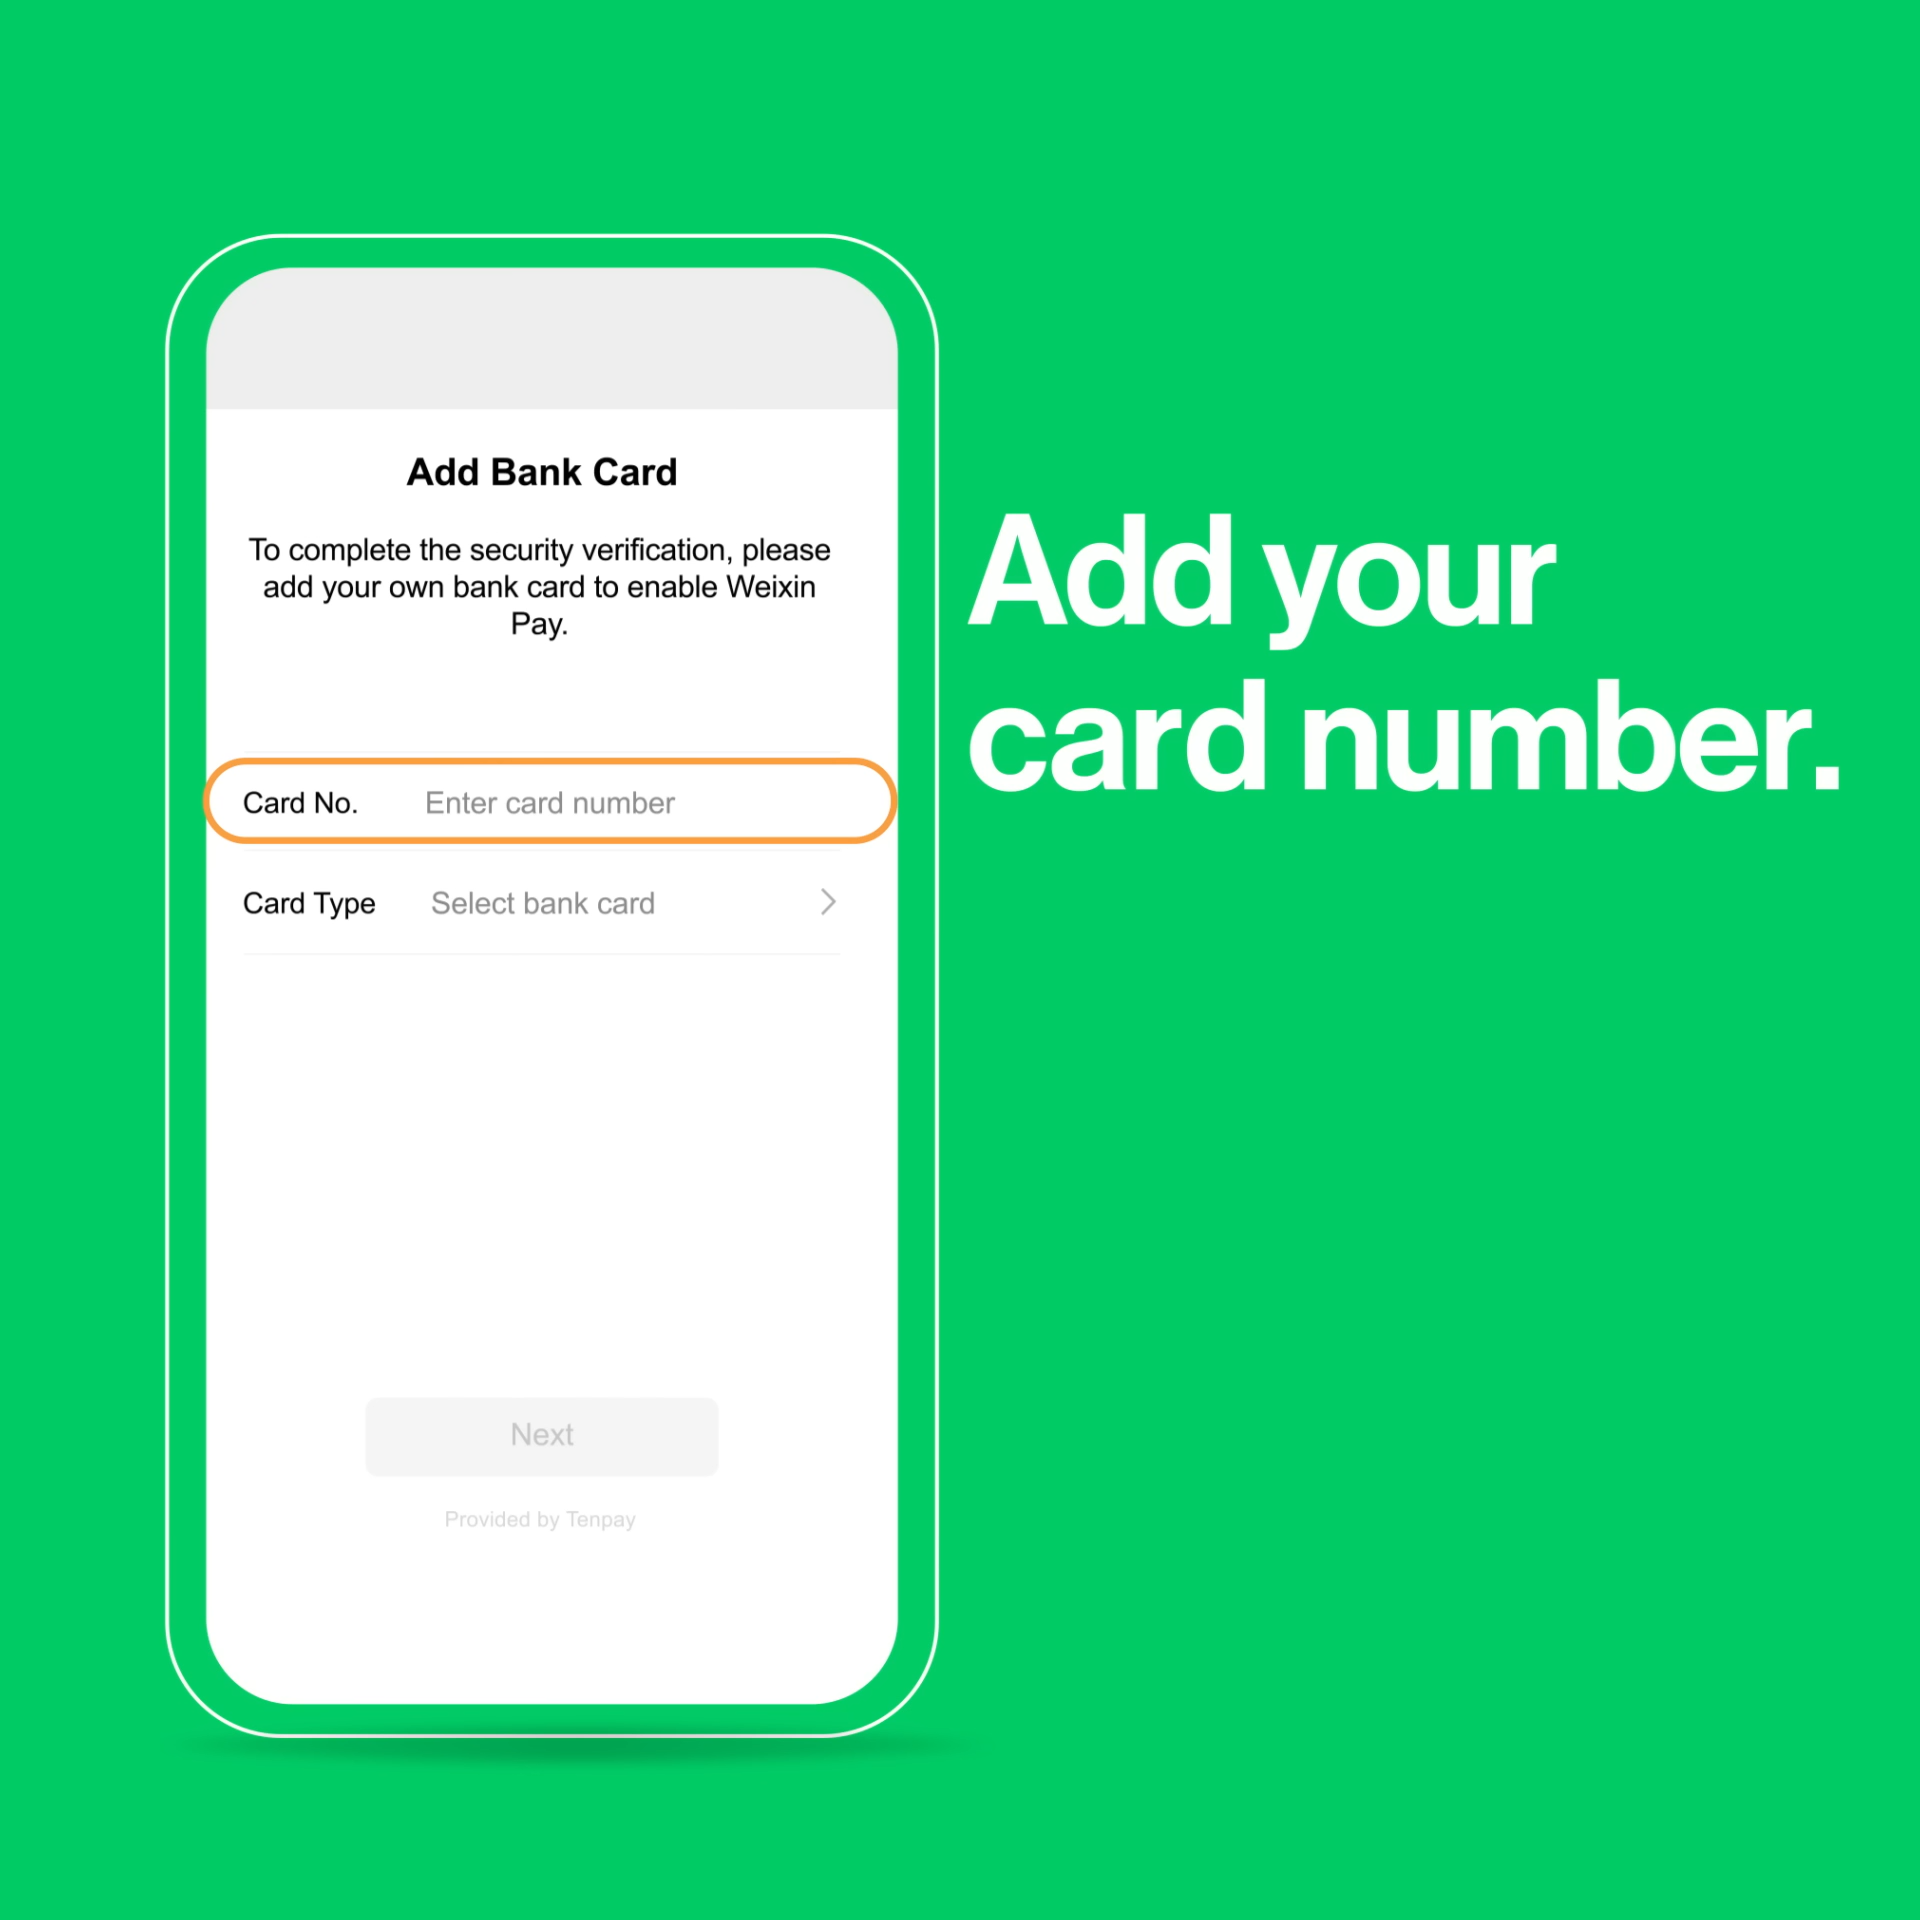 Add Bank Card
To complete the security verification, please
add your own bank card to enable Weixin
Pay.
Card No. Enter card number
Card Type Select bank card
Next
Provided by Tenpay
Add your
card number.